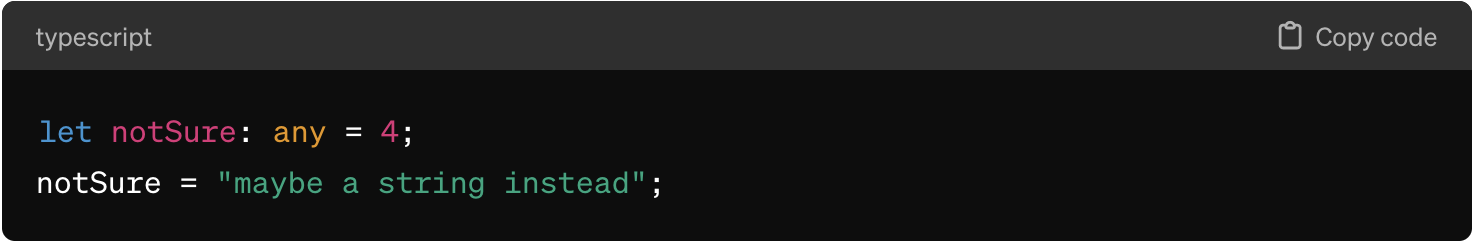 typescript
Copy code
let notSure: any = 4;
notSure = "maybe a string instead";